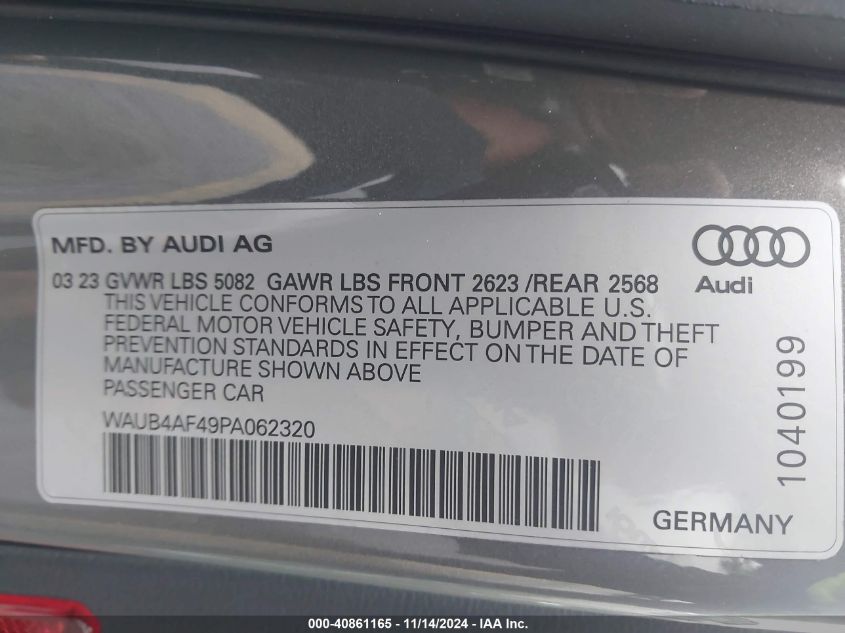 MFD. BY AUDI AG
03 23 GVWR LBS 5082 GAWR LBS FRONT 2623 /REAR 2568
THIS VEHICLE CONFORMS TO ALL APPLICABLE U.S.
FEDERAL MOTOR VEHICLE SAFETY, BUMPER AND THEFT
PREVENTION STANDARDS IN EFFECT ON THE DATE OF
MANUFACTURE SHOWN ABOVE
PASSENGER CAR
WAUB4AF49PA062320
Audi
1040199
GERMANY
000-40861165 - 11/14/2024 - IAAI.com.